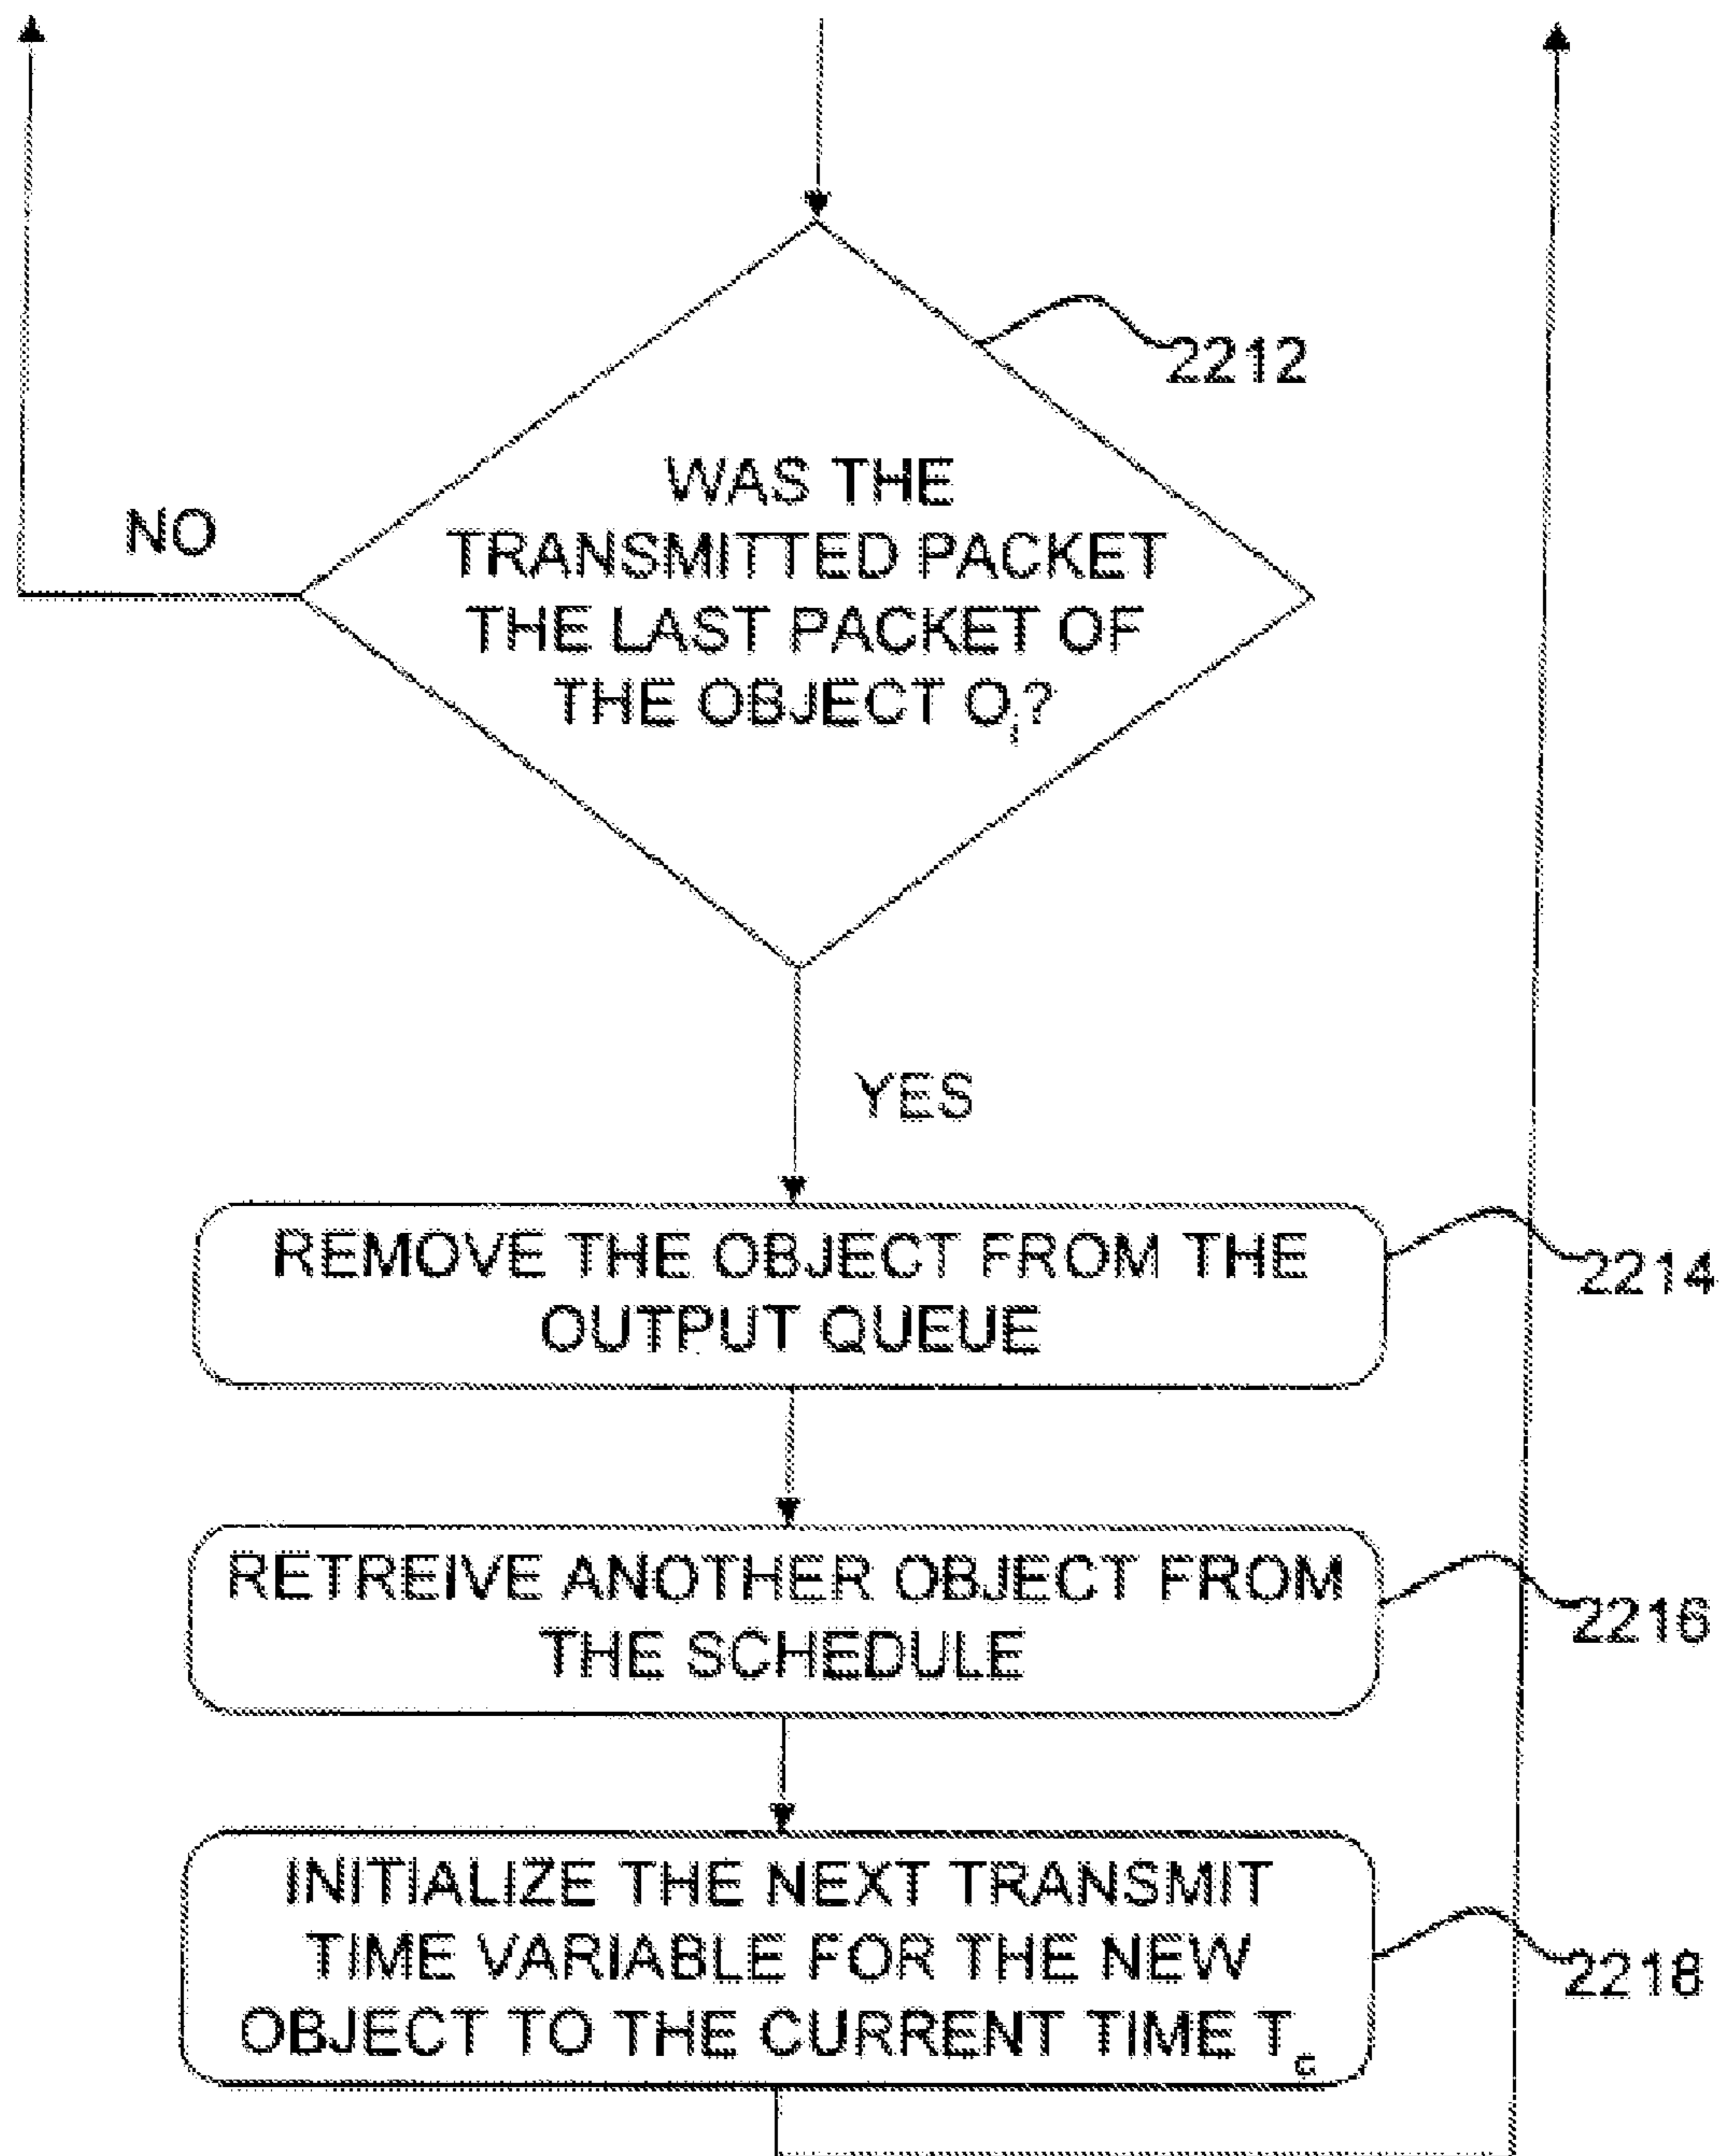 2212
WAS THE
TRANSMITTED PACKET
THE LAST PACKET OF
THE OBJECT Oi?
NO
YES
REMOVE THE OBJECT FROM THE
OUTPUT QUEUE
2214
RETREIVE ANOTHER OBJECT FROM
THE SCHEDULE
2216
INITIALIZE THE NEXT TRANSMIT
TIME VARIABLE FOR THE NEW
OBJECT TO THE CURRENT TIME Tc
2218